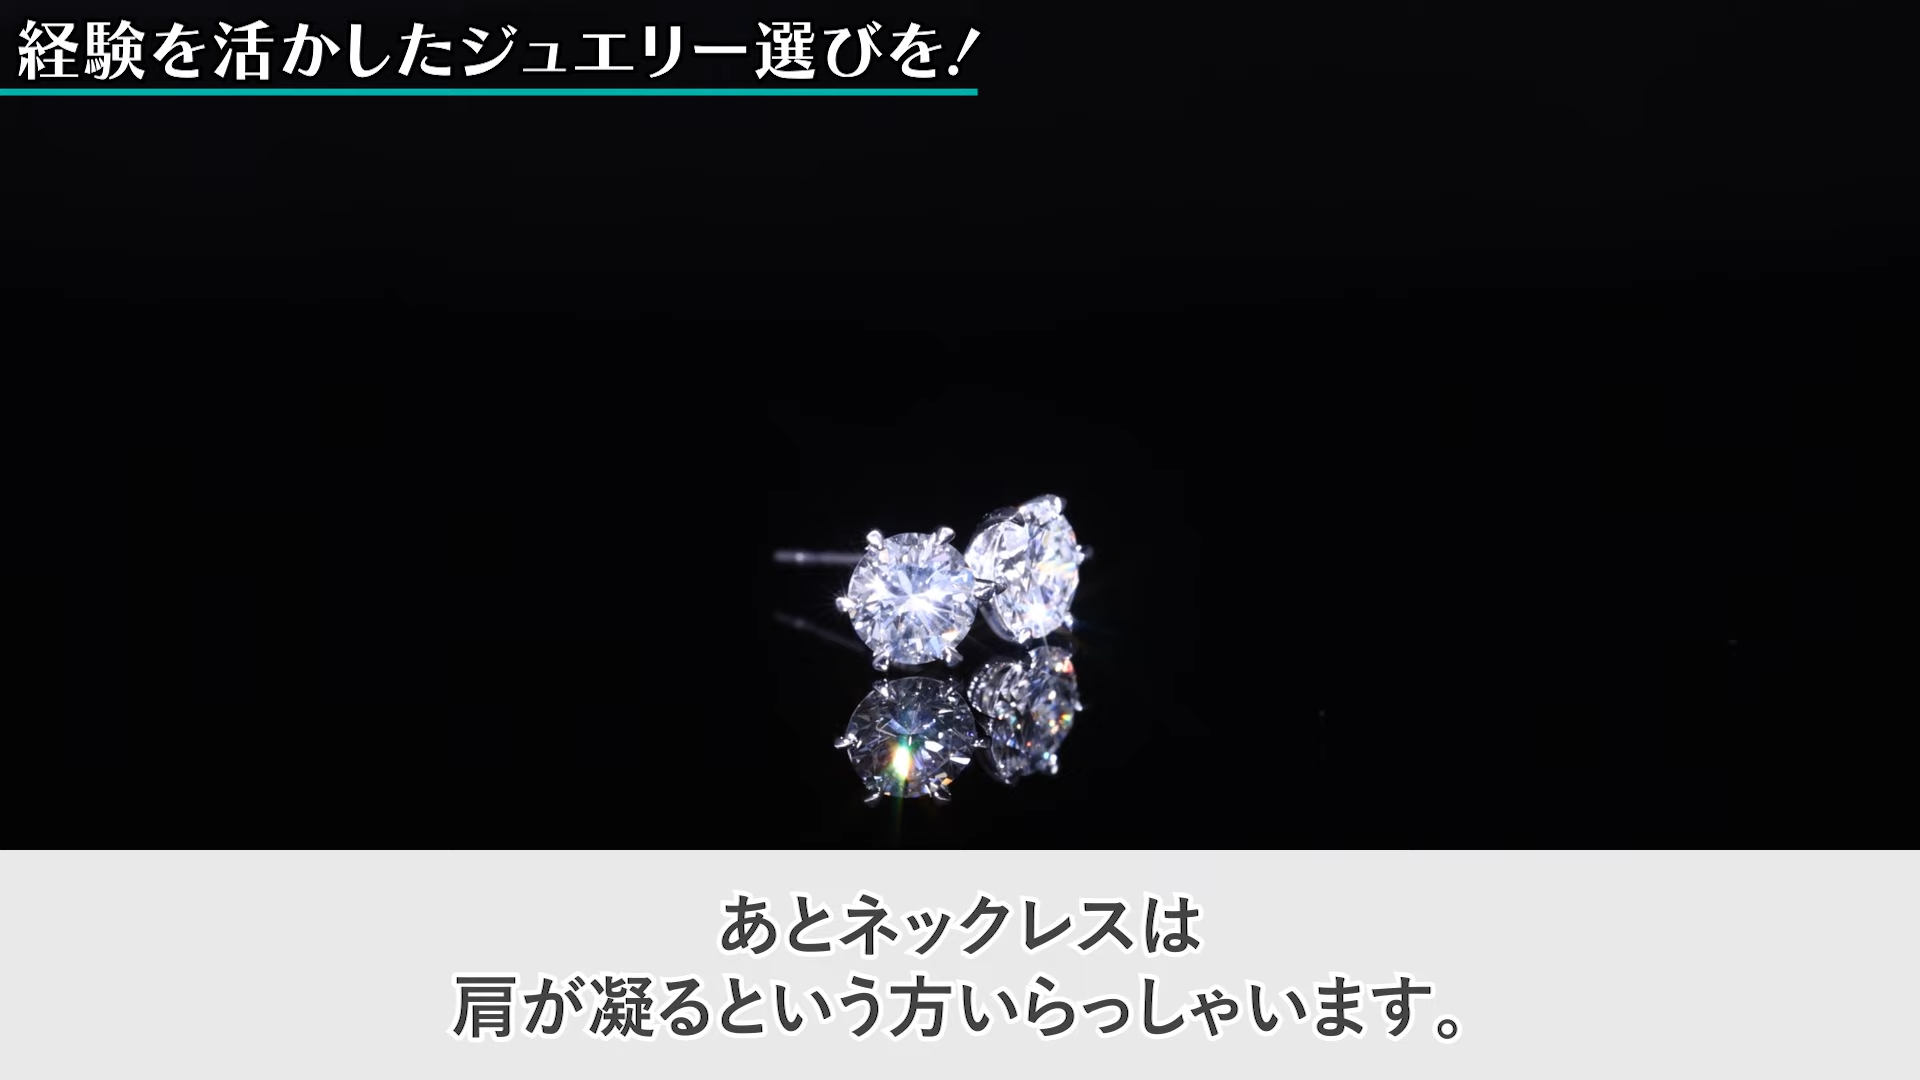 経験を活かしたジュエリー選びを!
あとネックレスは
肩が凝るという方いらっしゃいます。